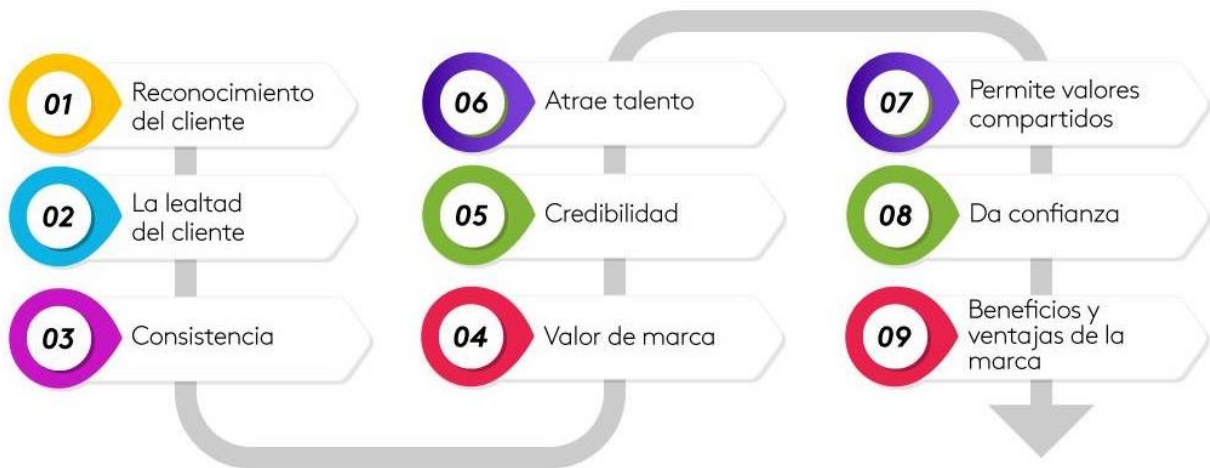 01
Reconocimiento
del cliente
02
La lealtad
del cliente
03
Consistencia
04
Valor de marca
05
Credibilidad
06
Atrae talento
07
Permite valores
compartidos
08
Da confianza
09
Beneficios y
ventajas de la
marca